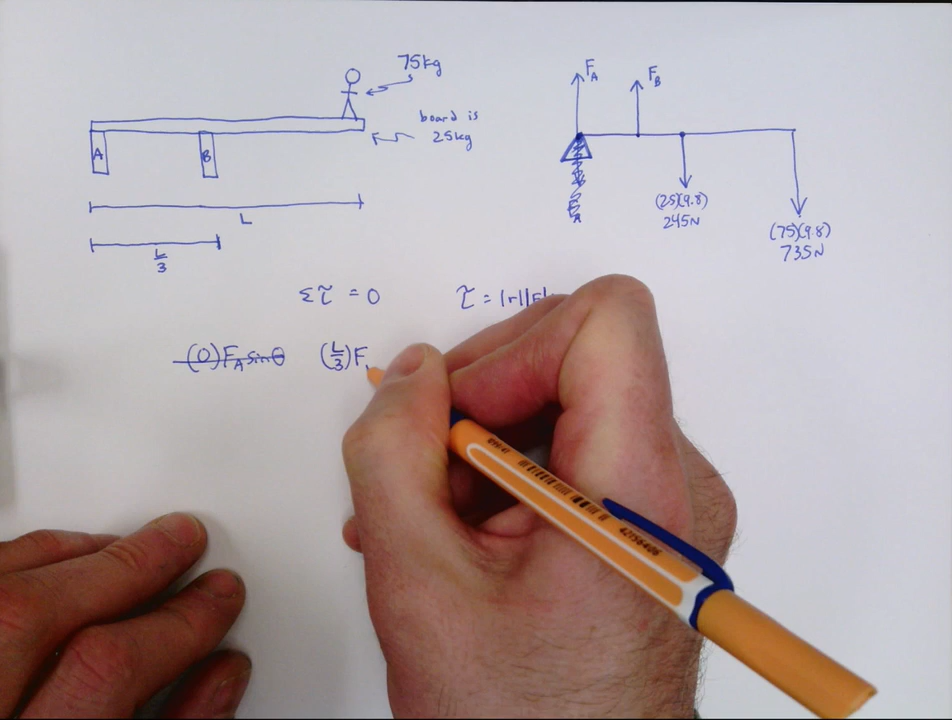 75kg
board is
25kg
A
B
L
L/3
F_A
F_B
(25)(9.8)
245N
(75)(9.8)
735N
Στ = 0
τ = |r||F|
(0)F_A sinθ (L/3)F
42756406